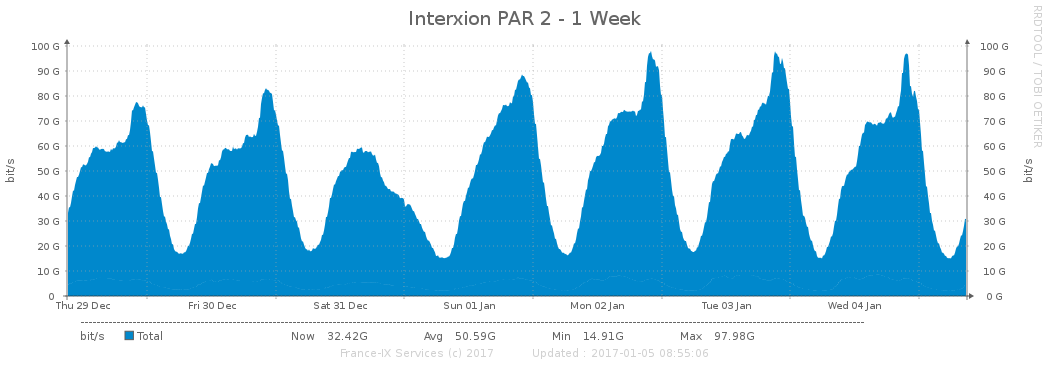 Interxion PAR 2 - 1 Week
RRDTOOL / TOBI OETIKER
bit/s
100 G 100 G
90 G 90 G
80 G 80 G
70 G 70 G
60 G 60 G
50 G 50 G
40 G 40 G
30 G 30 G
20 G 20 G
10 G 10 G
0 0 G
bit/s
Thu 29 Dec Fri 30 Dec Sat 31 Dec Sun 01 Jan Mon 02 Jan Tue 03 Jan Wed 04 Jan
bit/s Total Now 32.42G Avg 50.59G Min 14.91G Max 97.98G
France-IX Services (c) 2017 Updated : 2017-01-05 08:55:06